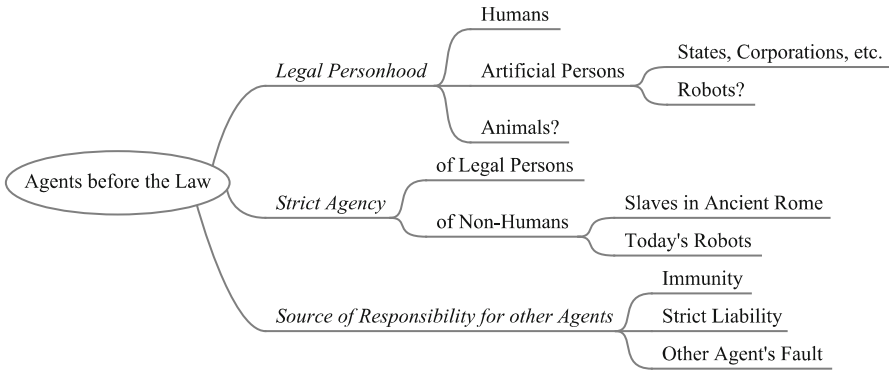 Humans
States, Corporations, etc.
Legal Personhood
Artificial Persons
Robots?
Animals?
of Legal Persons
Agents before the Law
Strict Agency
Slaves in Ancient Rome
of Non-Humans
Today's Robots
Immunity
Source of Responsibility for other Agents
Strict Liability
Other Agent's Fault